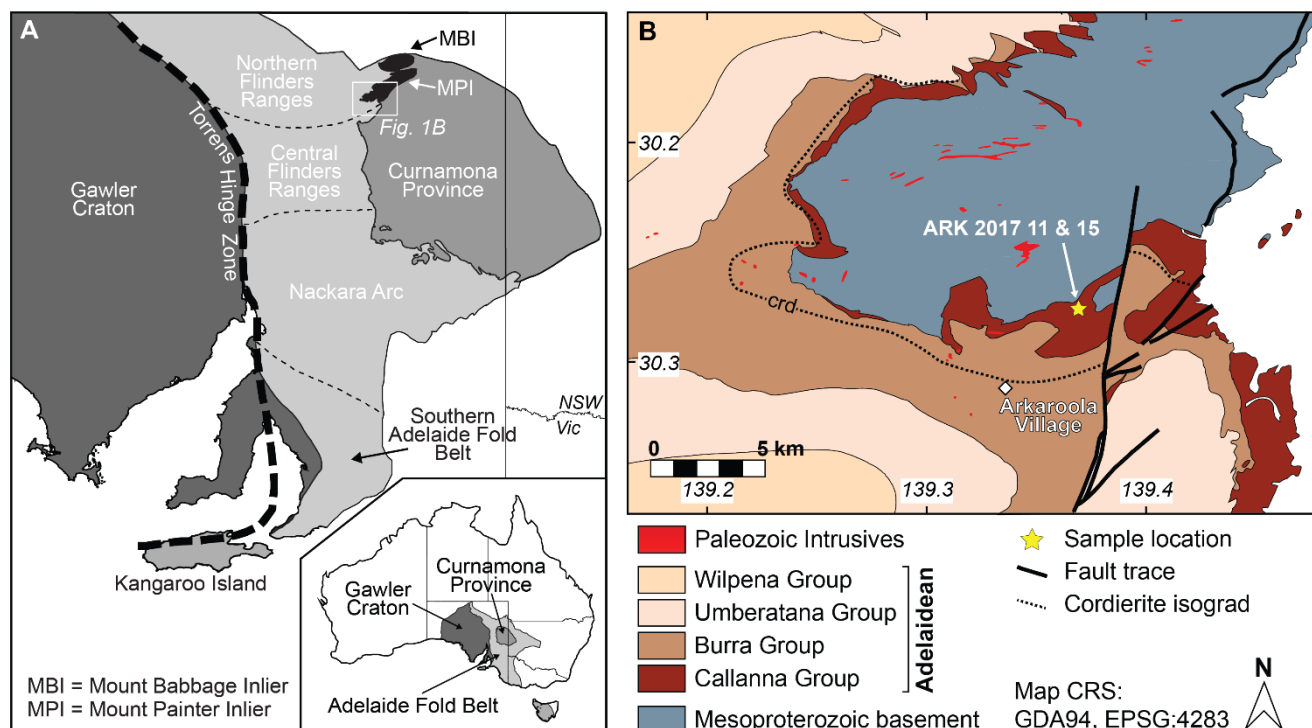 A
MBI
MPI
Northern
Flinders
Ranges
Fig. 1B
Torrens Hinge Zone
Central
Flinders
Ranges
Curnamona
Province
Gawler
Craton
Nackara Arc
NSW
Vic
Southern
Adelaide Fold
Belt
Kangaroo Island
Curnamona
Province
Gawler
Craton
Adelaide Fold Belt
MBI = Mount Babbage Inlier
MPI = Mount Painter Inlier
B
30.2
ARK 2017 11 & 15
crd
30.3
Arkaroola
Village
0 5 km
139.2 139.3 139.4
Paleozoic Intrusives
Wilpena Group
Umberatana Group
Burra Group
Callanna Group
Adelaidean
Mesoproterozoic basement
Sample location
Fault trace
Cordierite isograd
Map CRS:
GDA94, EPSG:4283
N